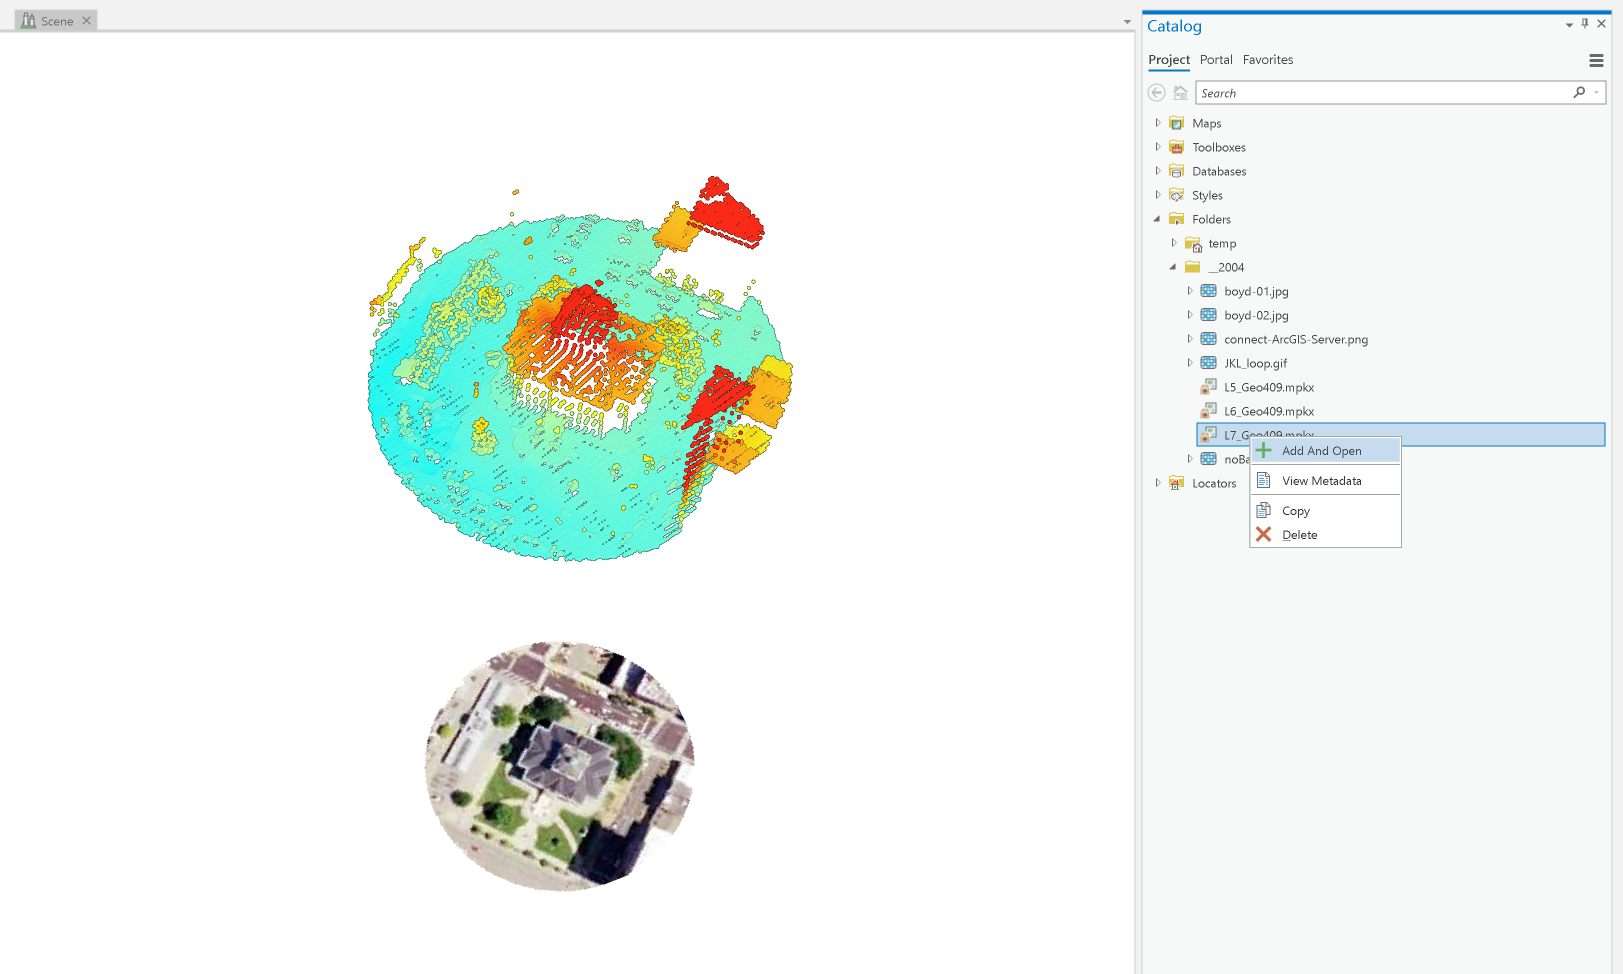 Scene
Catalog
Project Portal Favorites
Search
Maps
Toolboxes
Databases
Styles
Folders
temp
__2004
boyd-01.jpg
boyd-02.jpg
connect-ArcGIS-Server.png
JKL_loop.gif
L5_Geo409.mpkx
L6_Geo409.mpkx
L7_Geo409.mpkx
Add And Open
noBa
View Metadata
Locators
Copy
Delete